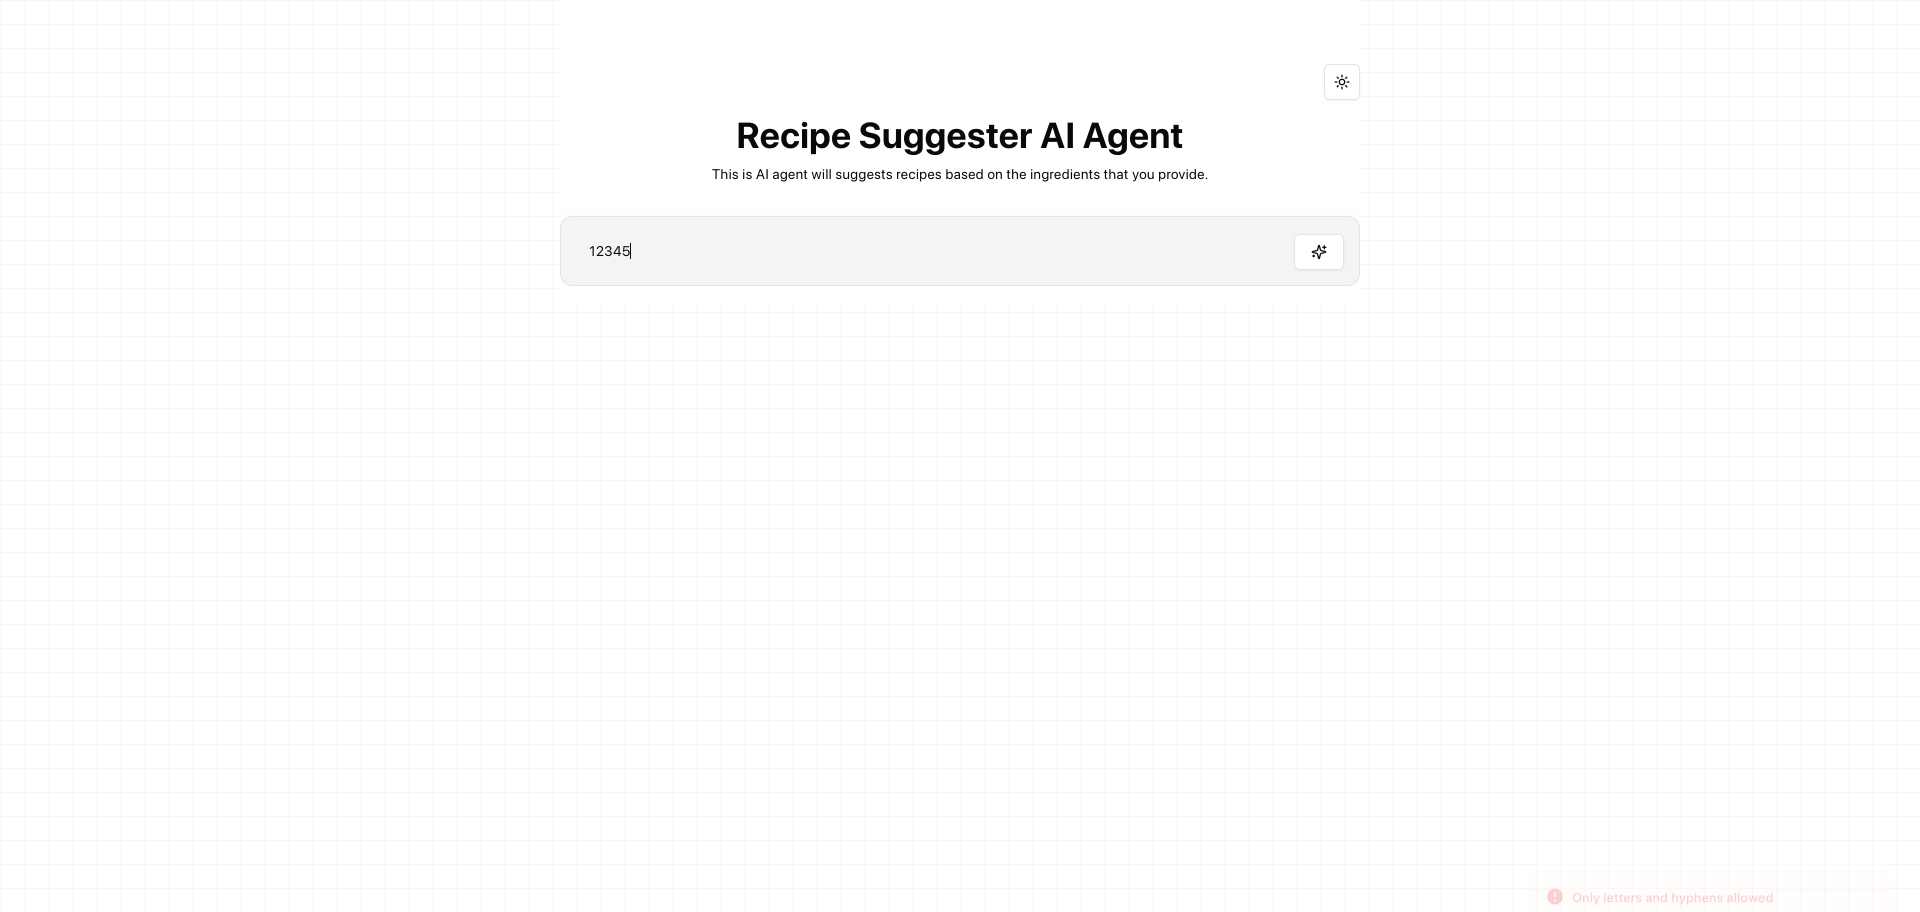 Recipe Suggester AI Agent
This is AI agent will suggests recipes based on the ingredients that you provide.
12345
Only letters and hyphens allowed